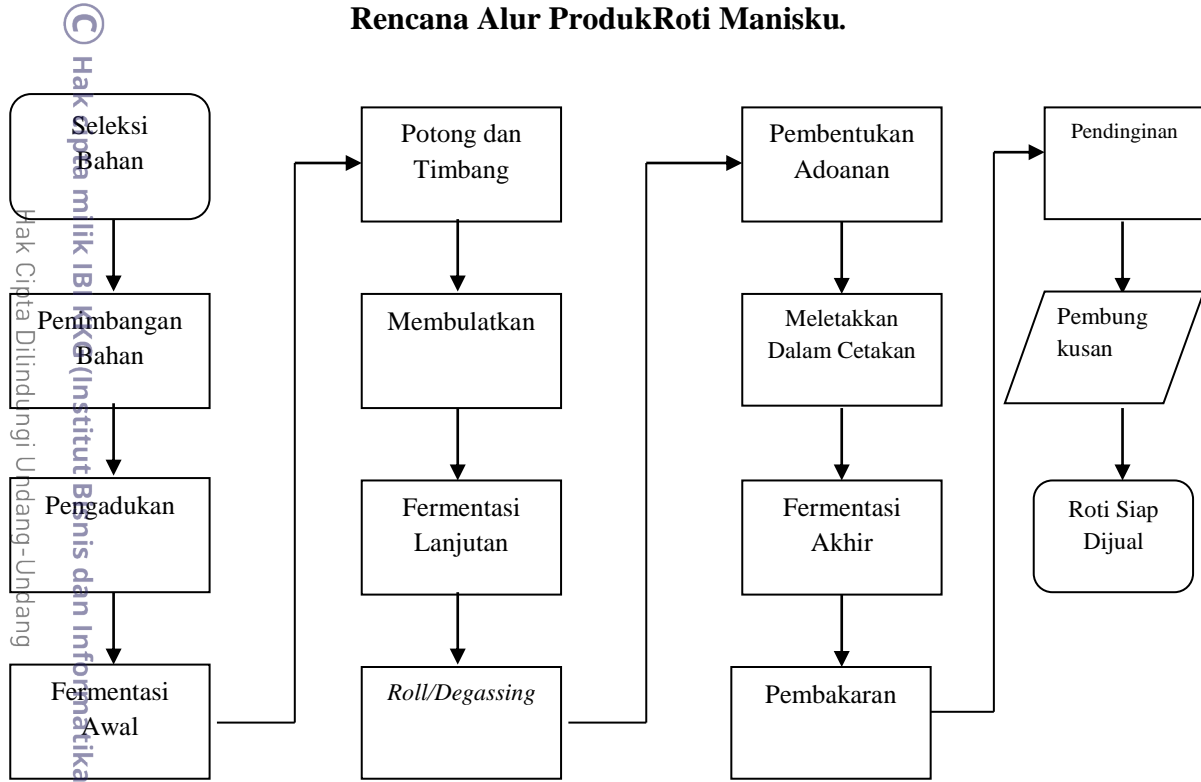 Rencana Alur ProdukRoti Manisku.
© Hak cipta milik IBI KKG (Institut Bisnis dan Informatika
Hak Cipta Dilindungi Undang-Undang
Seleksi
Bahan
Penimbangan
Bahan
Pengadukan
Fermentasi
Awal
Potong dan
Timbang
Membulatkan
Fermentasi
Lanjutan
Roll/Degassing
Pembentukan
Adoanan
Meletakkan
Dalam Cetakan
Fermentasi
Akhir
Pembakaran
Pendinginan
Pembung
kusan
Roti Siap
Dijual